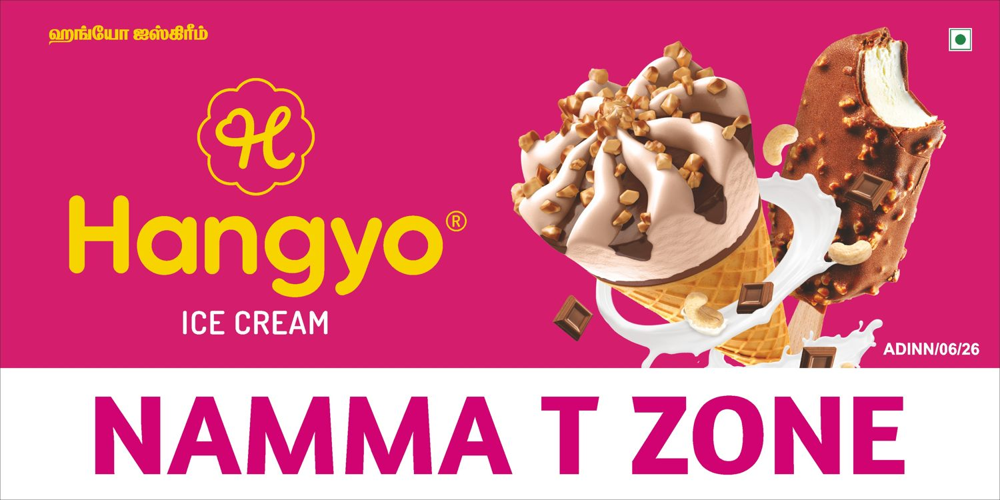 ஹங்யோ ஐஸ்கிரீம்
H
Hangyo®
ICE CREAM
ADINN/06/26
NAMMA T ZONE